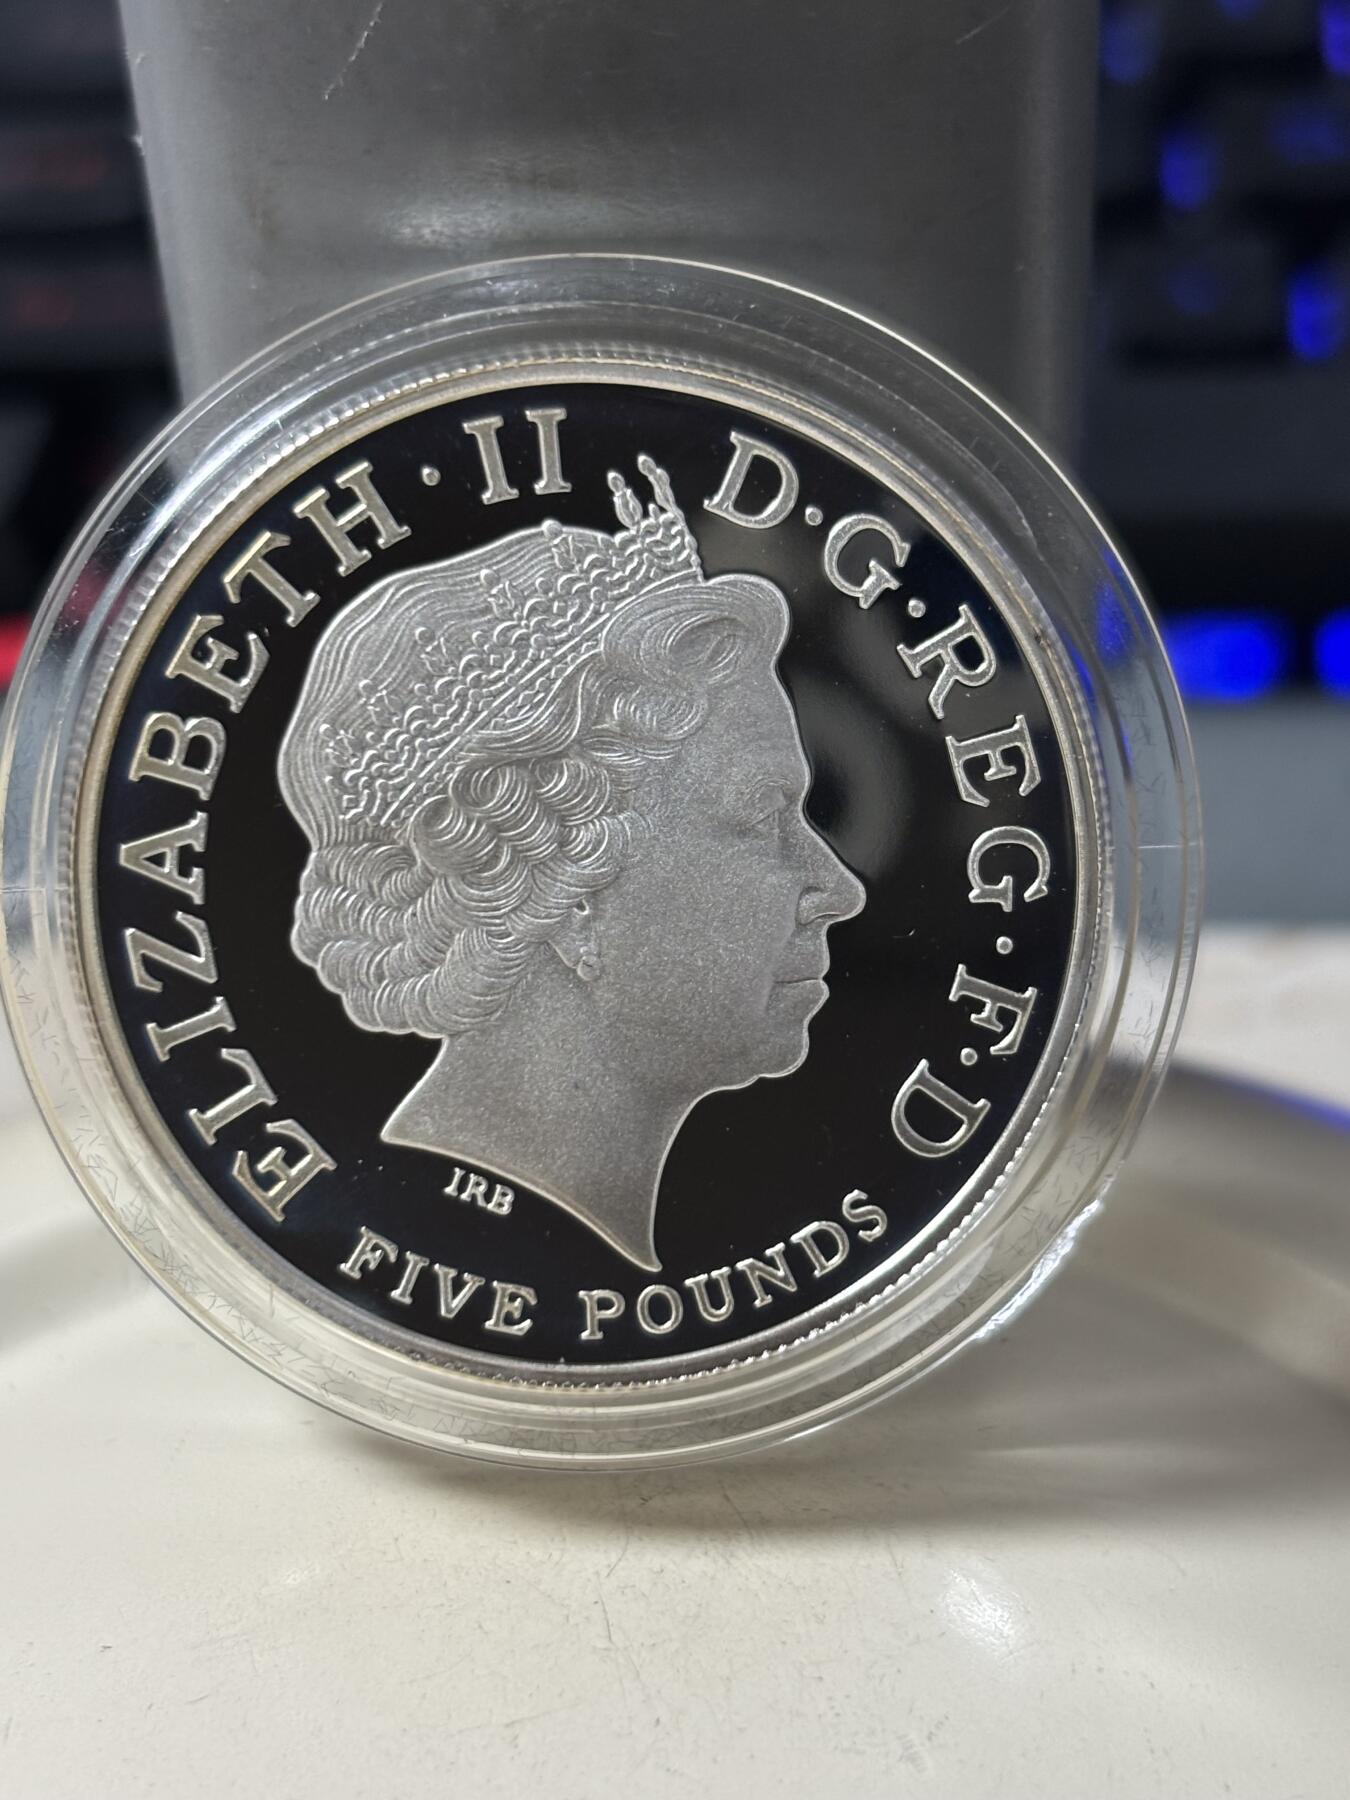 ELIZABETH · II D · G · REG · F · D
IRB
FIVE POUNDS